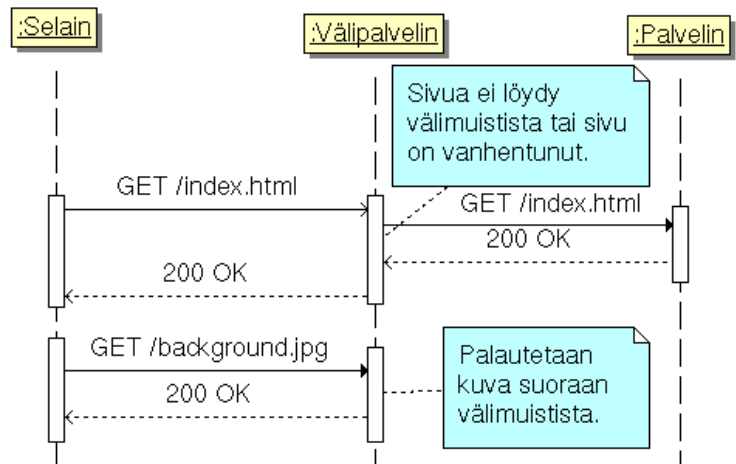 :Selain
:Välipalvelin
:Palvelin
Sivua ei löydy
välimuistista tai sivu
on vanhentunut.
GET /index.html
GET /index.html
200 OK
200 OK
GET /background.jpg
200 OK
Palautetaan
kuva suoraan
välimuistista.